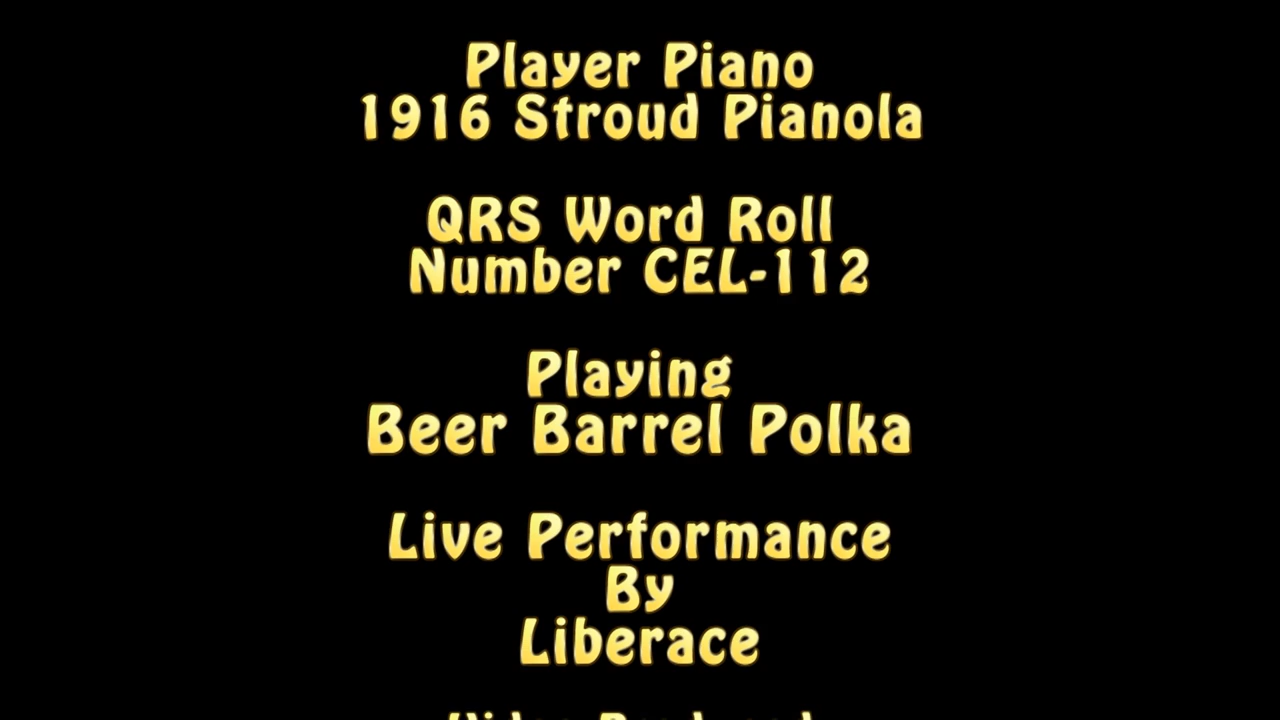 Player Piano
1916 Stroud Pianola
QRS Word Roll
Number CEL-112
Playing
Beer Barrel Polka
Live Performance
By
Liberace